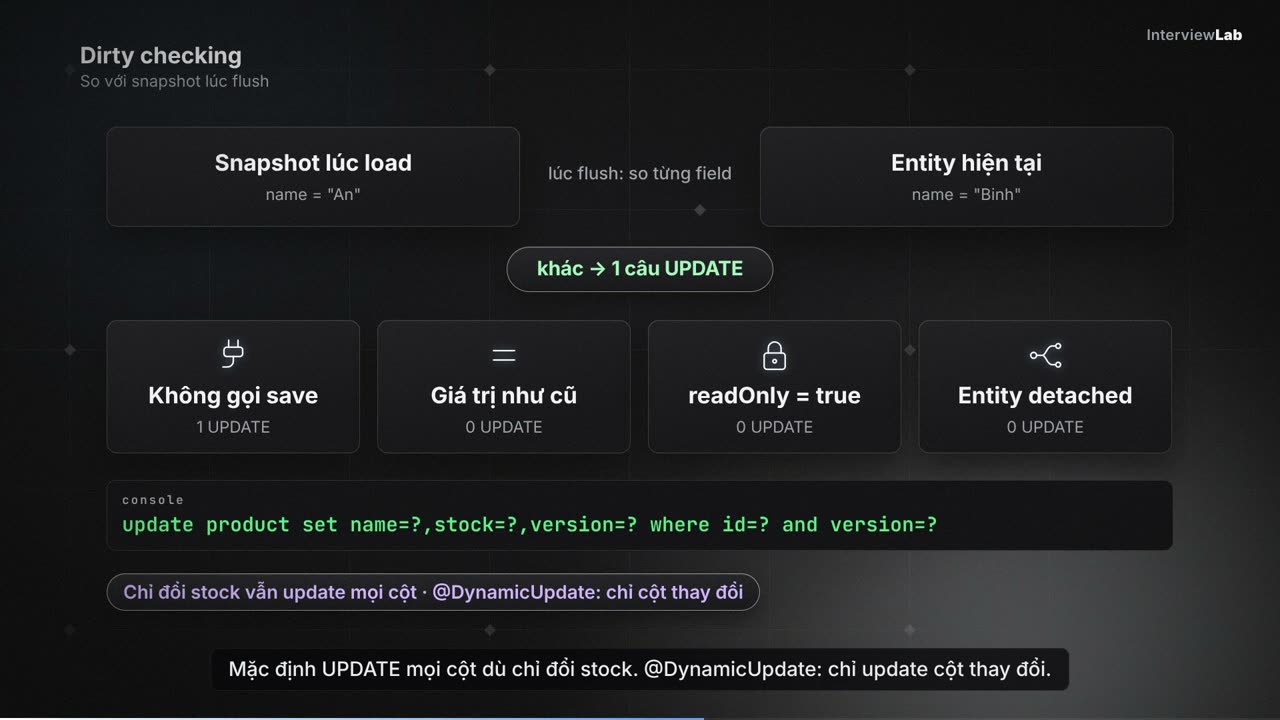 InterviewLab
Dirty checking
So với snapshot lúc flush
Snapshot lúc load
name = "An"
lúc flush: so từng field
Entity hiện tại
name = "Binh"
khác → 1 câu UPDATE
Không gọi save
1 UPDATE
Giá trị như cũ
0 UPDATE
readOnly = true
0 UPDATE
Entity detached
0 UPDATE
console
update product set name=?,stock=?,version=? where id=? and version=?
Chỉ đổi stock vẫn update mọi cột · @DynamicUpdate: chỉ cột thay đổi
Mặc định UPDATE mọi cột dù chỉ đổi stock. @DynamicUpdate: chỉ update cột thay đổi.